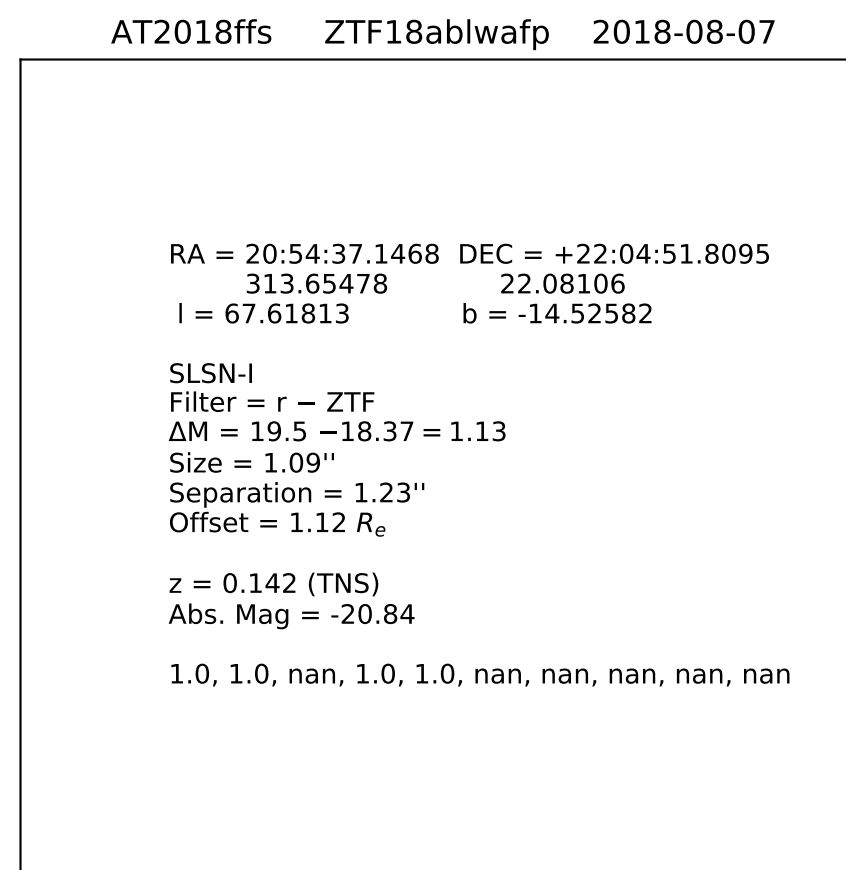 AT2018ffs ZTF18ablwafp 2018-08-07
RA = 20:54:37.1468 DEC = +22:04:51.8095
313.65478 22.08106
l = 67.61813 b = -14.52582
SLSN-I
Filter = r − ZTF
ΔM = 19.5 −18.37 = 1.13
Size = 1.09''
Separation = 1.23''
Offset = 1.12 Rₑ
z = 0.142 (TNS)
Abs. Mag = -20.84
1.0, 1.0, nan, 1.0, 1.0, nan, nan, nan, nan, nan